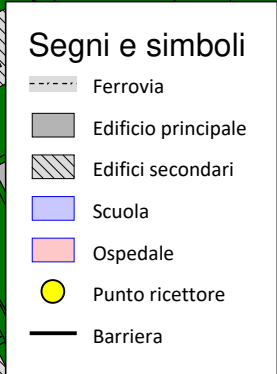 Segni e simboli
Ferrovia
Edificio principale
Edifici secondari
Scuola
Ospedale
Punto ricettore
Barriera